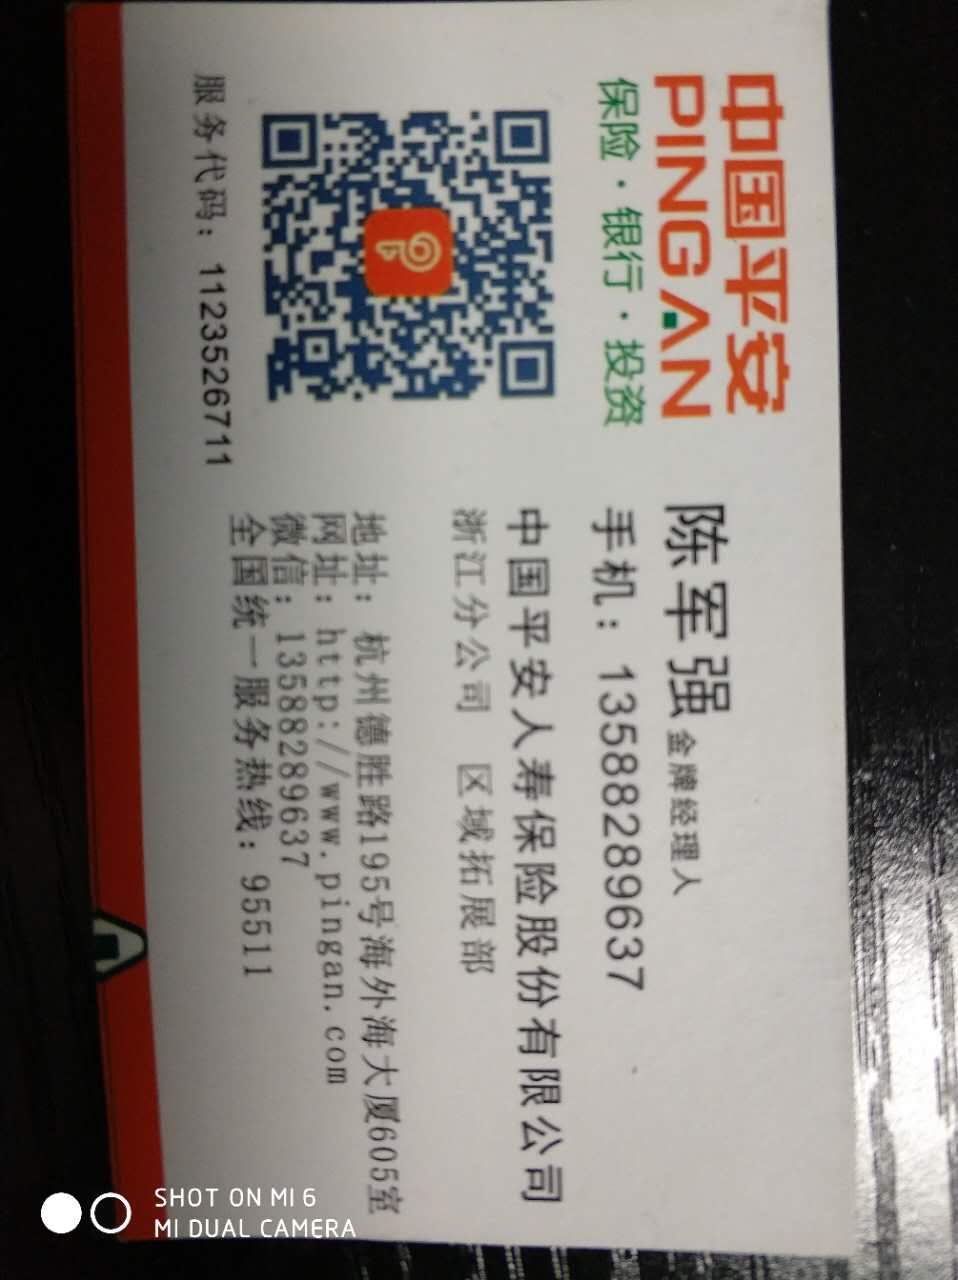 中国平安
PINGAN
保险·银行·投资
服务代码：1123526711
陈军强 金牌经理人
手机：13588289637
中国平安人寿保险股份有限公司
浙江分公司 区域拓展部
地址：杭州德胜路195号海外海大厦605室
网址：http://www.pingan.com
微信：13588289637
全国统一服务热线：95511
SHOT ON MI 6
MI DUAL CAMERA